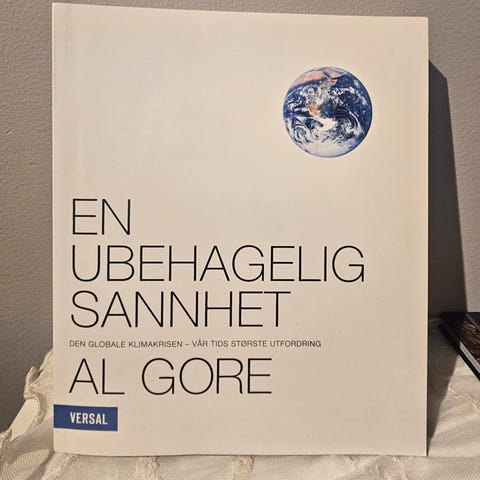 EN
UBEHAGELIG
SANNHET
DEN GLOBALE KLIMAKRISEN – VÅR TIDS STØRSTE UTFORDRING
AL GORE
VERSAL